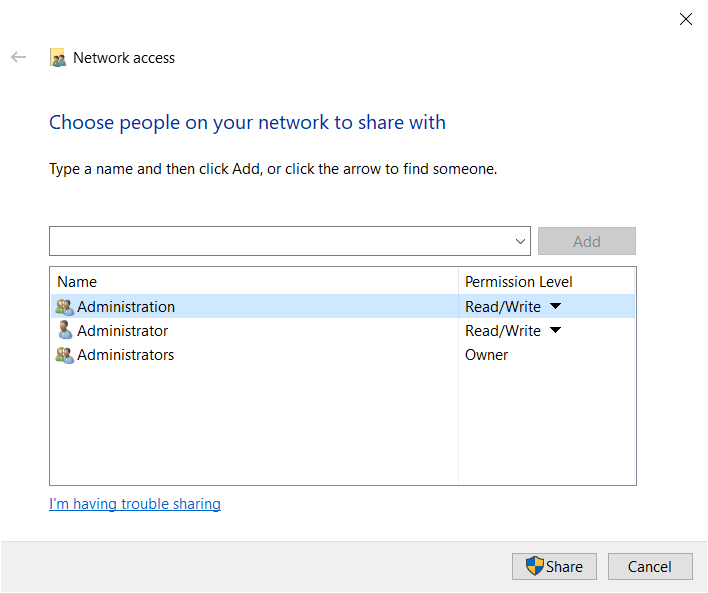 Network access
Choose people on your network to share with
Type a name and then click Add, or click the arrow to find someone.
Add
Name Permission Level
Administration Read/Write
Administrator Read/Write
Administrators Owner
I'm having trouble sharing
Share Cancel